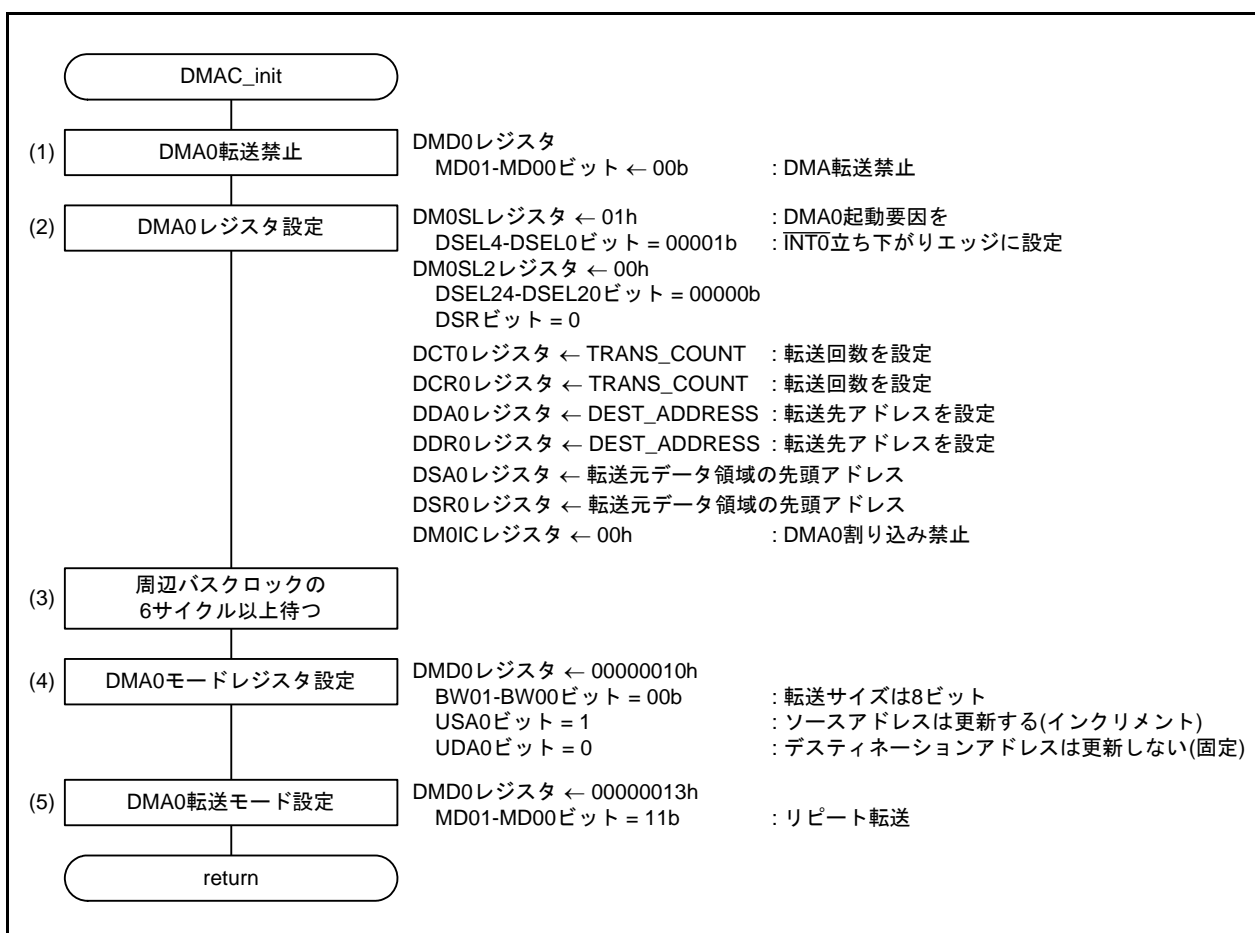 DMAC_init
(1) DMA0転送禁止
DMD0レジスタ
MD01-MD00ビット ← 00b : DMA転送禁止
(2) DMA0レジスタ設定
DM0SLレジスタ ← 01h : DMA0起動要因を
DSEL4-DSEL0ビット = 00001b : INT0立ち下がりエッジに設定
DM0SL2レジスタ ← 00h
DSEL24-DSEL20ビット = 00000b
DSRビット = 0
DCT0レジスタ ← TRANS_COUNT : 転送回数を設定
DCR0レジスタ ← TRANS_COUNT : 転送回数を設定
DDA0レジスタ ← DEST_ADDRESS : 転送先アドレスを設定
DDR0レジスタ ← DEST_ADDRESS : 転送先アドレスを設定
DSA0レジスタ ← 転送元データ領域の先頭アドレス
DSR0レジスタ ← 転送元データ領域の先頭アドレス
DM0ICレジスタ ← 00h : DMA0割り込み禁止
(3) 周辺バスクロックの
6サイクル以上待つ
(4) DMA0モードレジスタ設定
DMD0レジスタ ← 00000010h
BW01-BW00ビット = 00b : 転送サイズは8ビット
USA0ビット = 1 : ソースアドレスは更新する(インクリメント)
UDA0ビット = 0 : デスティネーションアドレスは更新しない(固定)
(5) DMA0転送モード設定
DMD0レジスタ ← 00000013h
MD01-MD00ビット = 11b : リピート転送
return